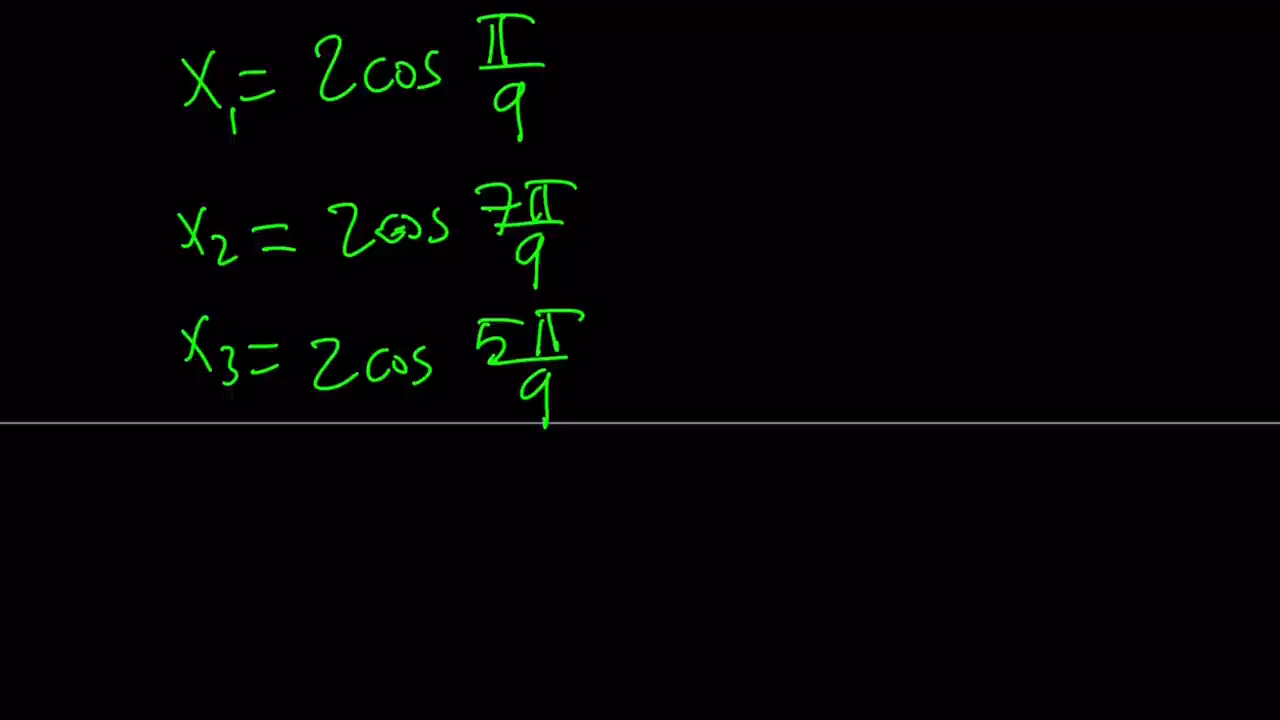 x₁ = 2cos π/9
x₂ = 2cos 7π/9
x₃ = 2cos 5π/9